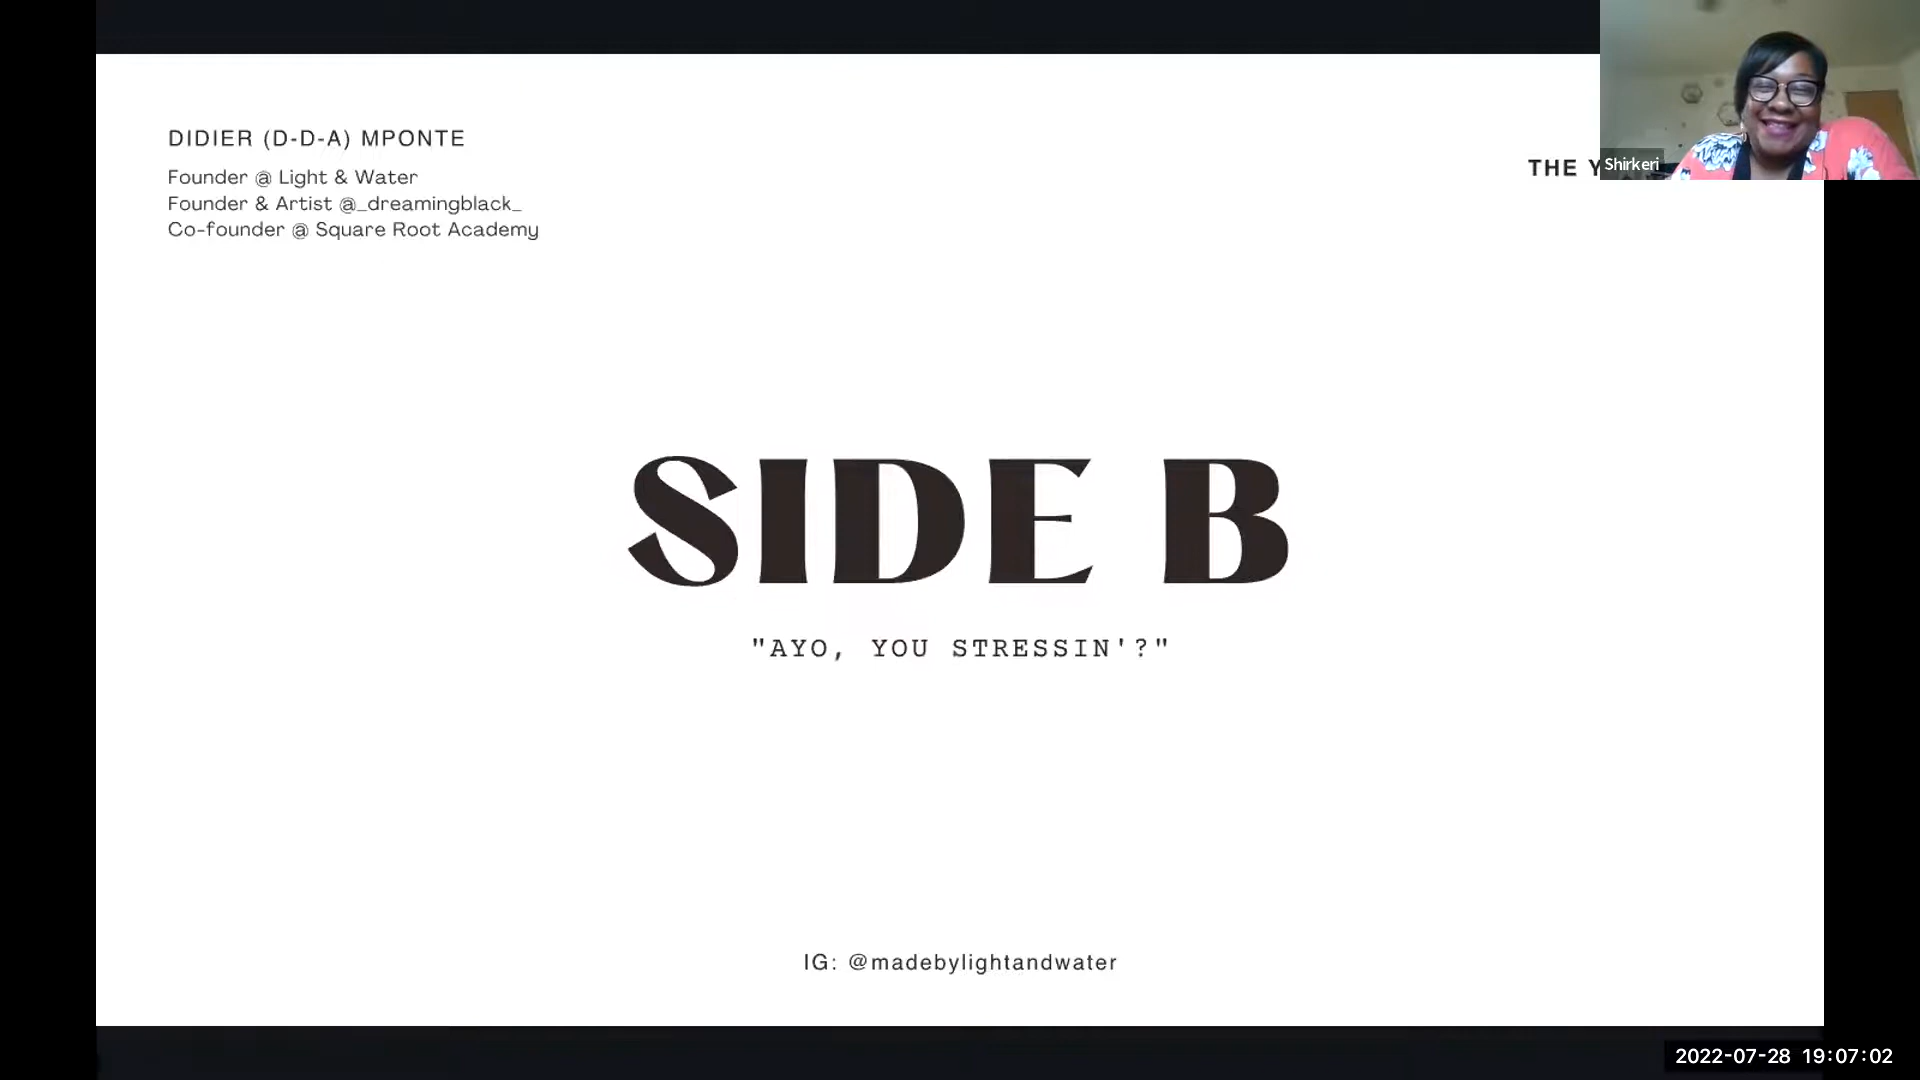 DIDIER (D-D-A) MPONTE
Founder @ Light & Water
Founder & Artist @_dreamingblack_
Co-founder @ Square Root Academy
THE
Shirkeri
SIDE B
"AYO, YOU STRESSIN'?"
IG: @madebylightandwater
2022-07-28 19:07:02